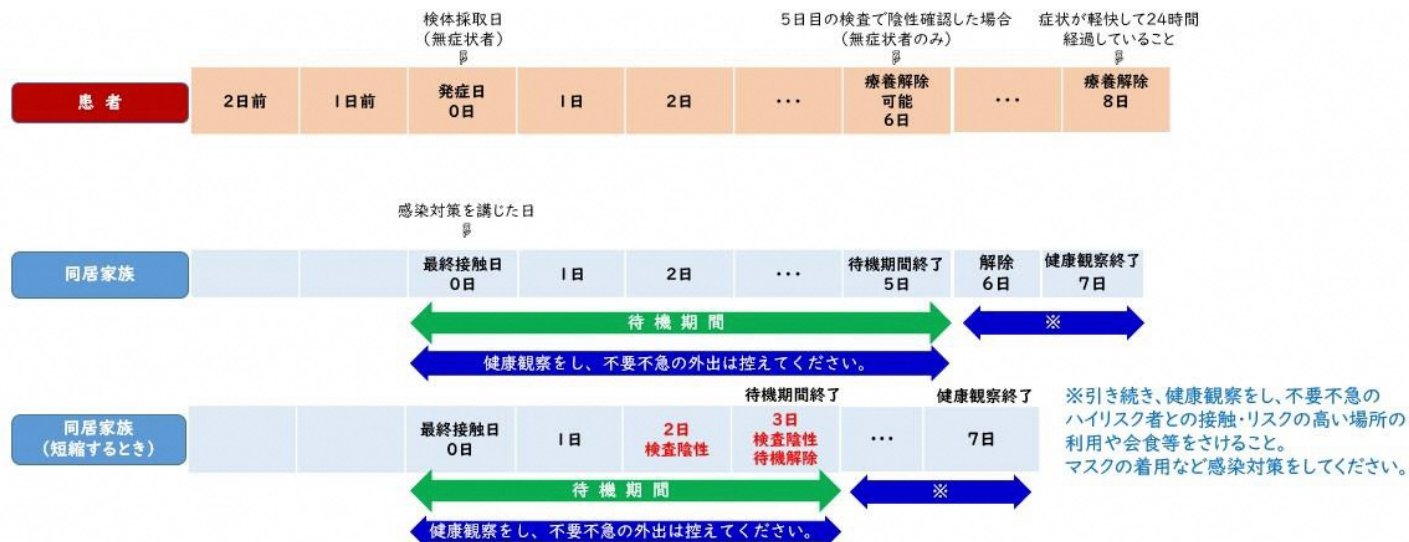 検体採取日
(無症状者)
5日目の検査で陰性確認した場合
(無症状者のみ)
症状が軽快して24時間
経過していること
患者
2日前
1日前
発症日
0日
1日
2日
・・・
療養解除
可能
6日
・・・
療養解除
8日
感染対策を講じた日
同居家族
最終接触日
0日
1日
2日
・・・
待機期間終了
5日
解除
6日
健康観察終了
7日
待機期間
※
健康観察をし、不要不急の外出は控えてください。
待機期間終了
健康観察終了
同居家族
(短縮するとき)
最終接触日
0日
1日
2日
検査陰性
3日
検査陰性
待機解除
・・・
7日
待機期間
※
健康観察をし、不要不急の外出は控えてください。
※引き続き、健康観察をし、不要不急の
ハイリスク者との接触・リスクの高い場所の
利用や会食等をさけること。
マスクの着用など感染対策をしてください。